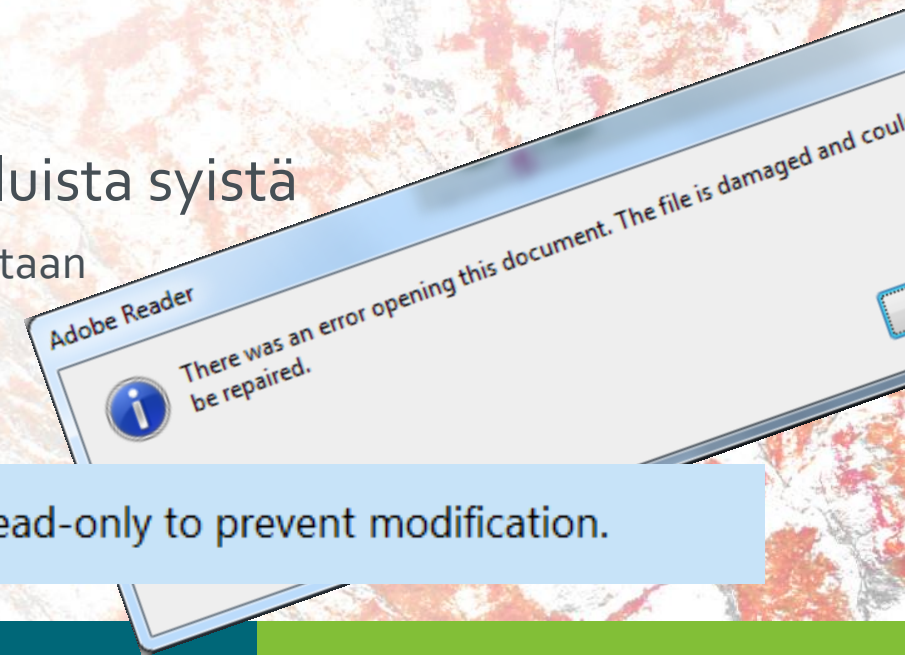 luista syistä
taan
Adobe Reader
There was an error opening this document. The file is damaged and coul
be repaired.
ead-only to prevent modification.